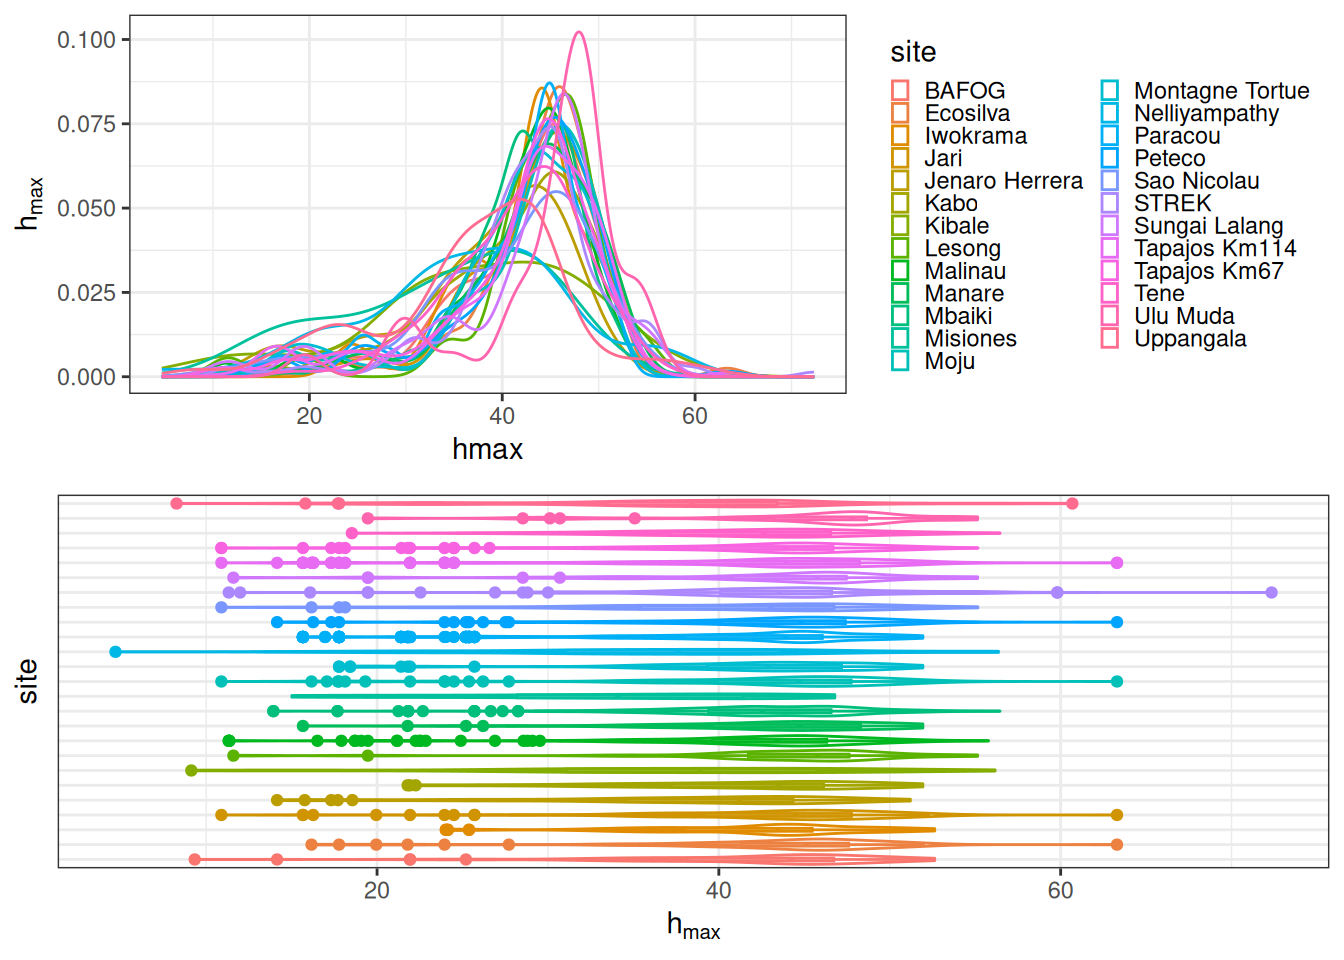 0.100
0.075
0.050
0.025
0.000
hmax
20 40 60
hmax
site
BAFOG
Ecosilva
Iwokrama
Jari
Jenaro Herrera
Kabo
Kibale
Lesong
Malinau
Manare
Mbaiki
Misiones
Moju
Montagne Tortue
Nelliyampathy
Paracou
Peteco
Sao Nicolau
STREK
Sungai Lalang
Tapajos Km114
Tapajos Km67
Tene
Ulu Muda
Uppangala
site
20 40 60
hmax